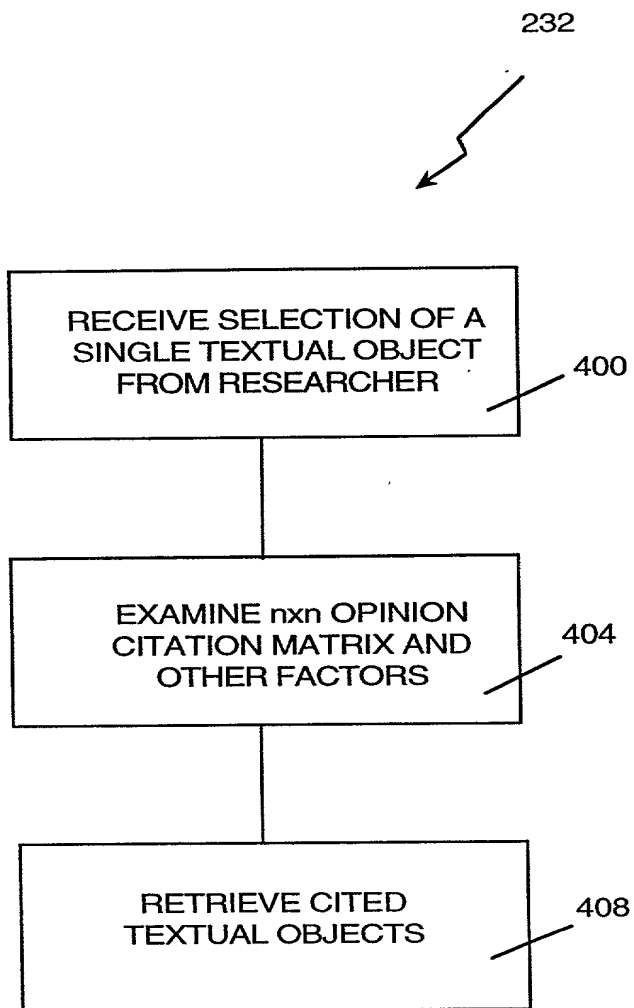 232
RECEIVE SELECTION OF A
SINGLE TEXTUAL OBJECT
FROM RESEARCHER
400
EXAMINE nxn OPINION
CITATION MATRIX AND
OTHER FACTORS
404
RETRIEVE CITED
TEXTUAL OBJECTS
408